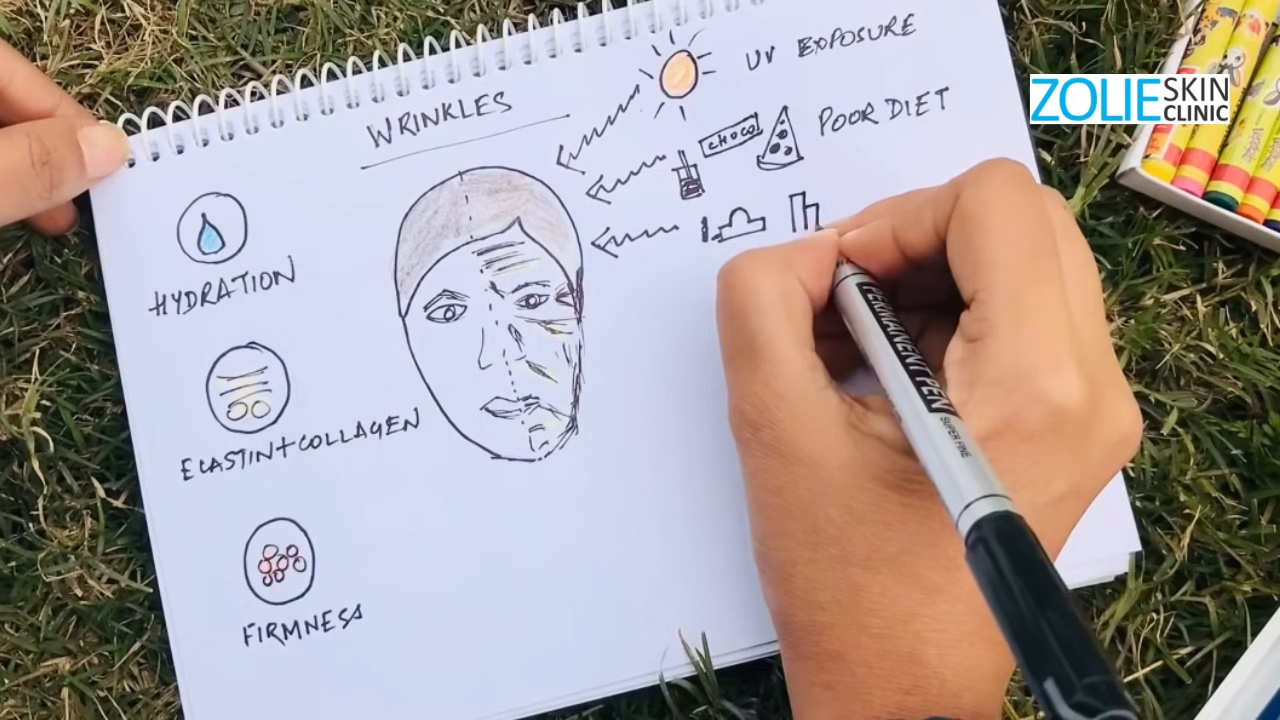 WRINKLES
UV EXPOSURE
CHOCO
POOR DIET
HYDRATION
ELASTIN+COLLAGEN
FIRMNESS
PERMANENT PEN
SUPER FINE
ZOLIE SKIN
CLINIC